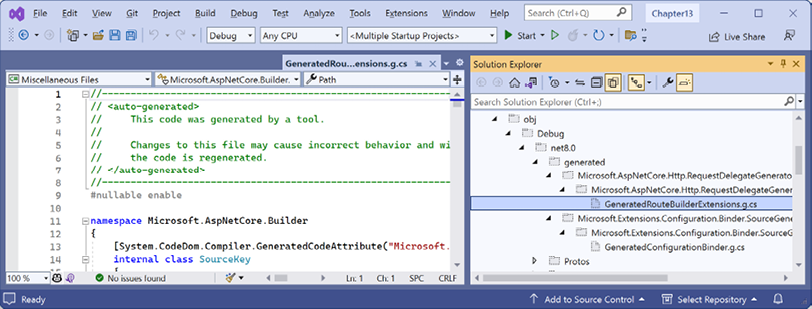 File Edit View Git Project Build Debug Test Analyze Tools Extensions Window Help Search (Ctrl+Q) Chapter13
Debug Any CPU <Multiple Startup Projects> Start Live Share
GeneratedRou...ensions.g.cs
Miscellaneous Files Microsoft.AspNetCore.Builder. Path
1 //----------------------------------------------------------
2 // <auto-generated>
3 // This code was generated by a tool.
4 //
5 // Changes to this file may cause incorrect behavior and wi
6 // the code is regenerated.
7 // </auto-generated>
8 //----------------------------------------------------------
9 #nullable enable
10
11 namespace Microsoft.AspNetCore.Builder
12 {
13 [System.CodeDom.Compiler.GeneratedCodeAttribute("Microsoft.
14 internal class SourceKey
15 {
100 % No issues found Ln: 1 Ch: 1 SPC CRLF
Solution Explorer
Search Solution Explorer (Ctrl+;)
obj
Debug
net8.0
generated
Microsoft.AspNetCore.Http.RequestDelegateGenerato
Microsoft.AspNetCore.Http.RequestDelegateGener
GeneratedRouteBuilderExtensions.g.cs
Microsoft.Extensions.Configuration.Binder.SourceGene
Microsoft.Extensions.Configuration.Binder.SourceG
GeneratedConfigurationBinder.g.cs
Protos
Ready Add to Source Control Select Repository